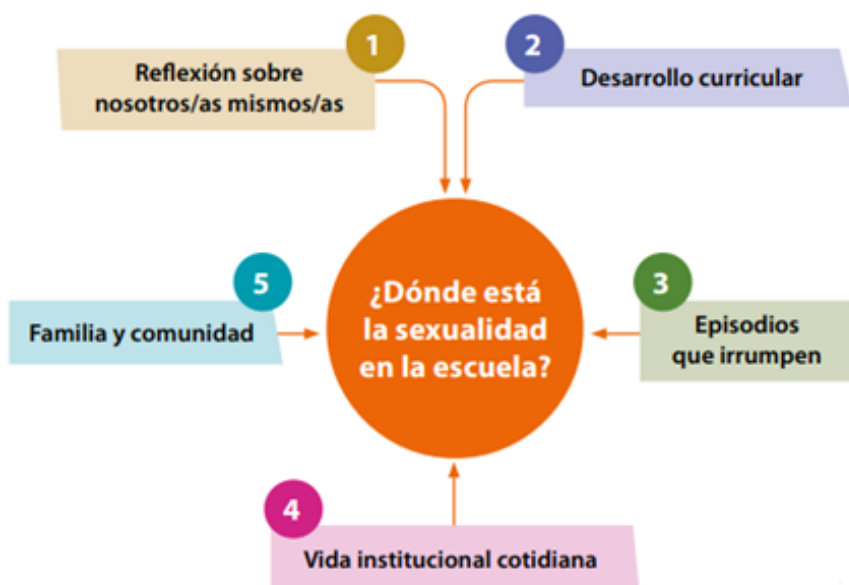 1
Reflexión sobre
nosotros/as mismos/as
2
Desarrollo curricular
3
Episodios
que irrumpen
4
Vida institucional cotidiana
5
Familia y comunidad
¿Dónde está
la sexualidad
en la escuela?